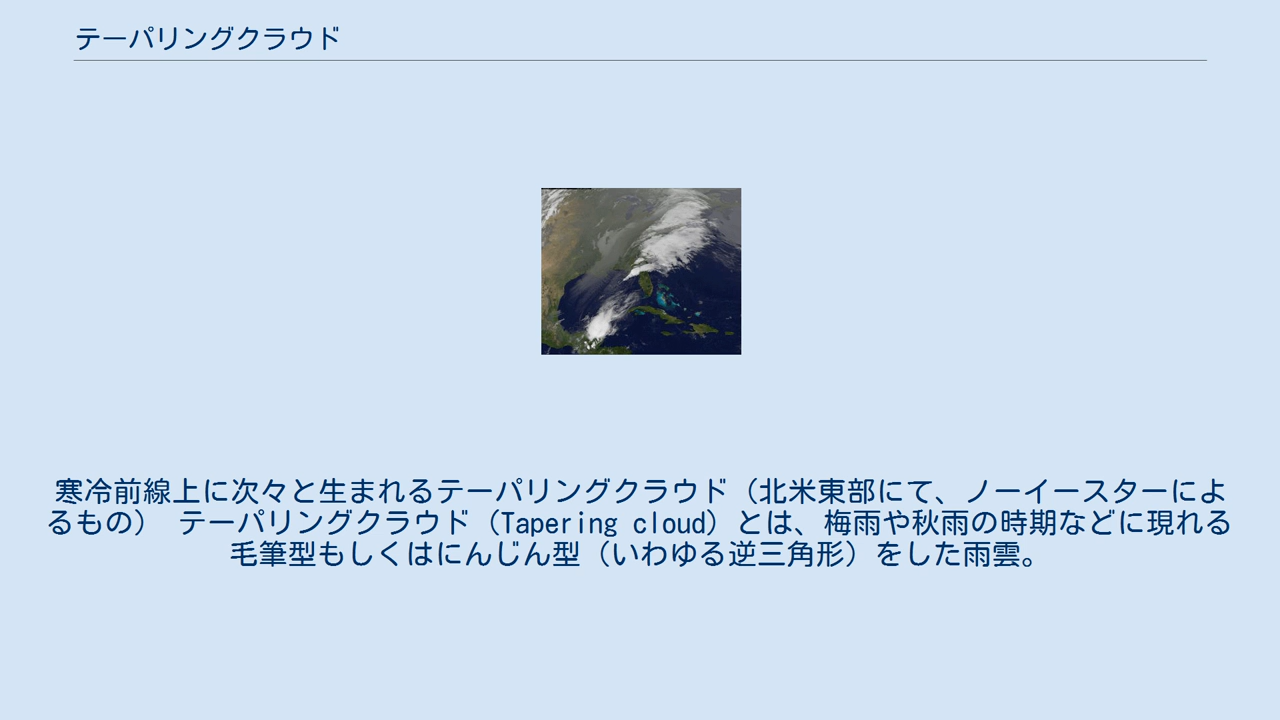 テーパリングクラウド
寒冷前線上に次々と生まれるテーパリングクラウド（北米東部にて、ノーイースターによ
るもの） テーパリングクラウド（Tapering cloud）とは、梅雨や秋雨の時期などに現れる
毛筆型もしくはにんじん型（いわゆる逆三角形）をした雨雲。